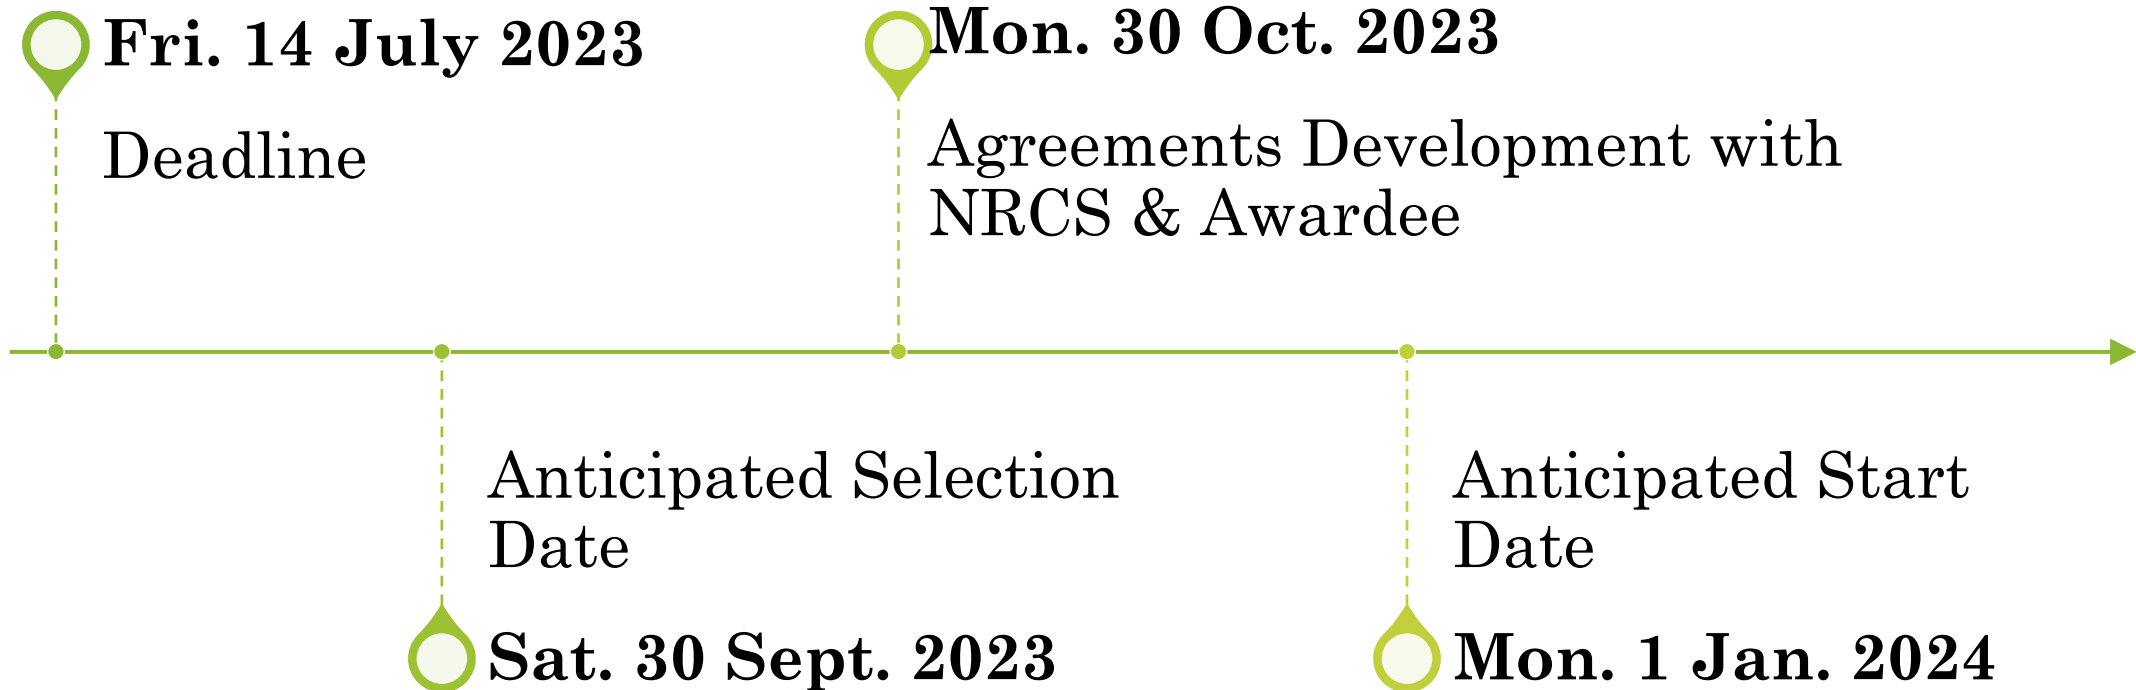 Fri. 14 July 2023
Deadline
Mon. 30 Oct. 2023
Agreements Development with
NRCS & Awardee
Anticipated Selection
Date
Sat. 30 Sept. 2023
Anticipated Start
Date
Mon. 1 Jan. 2024